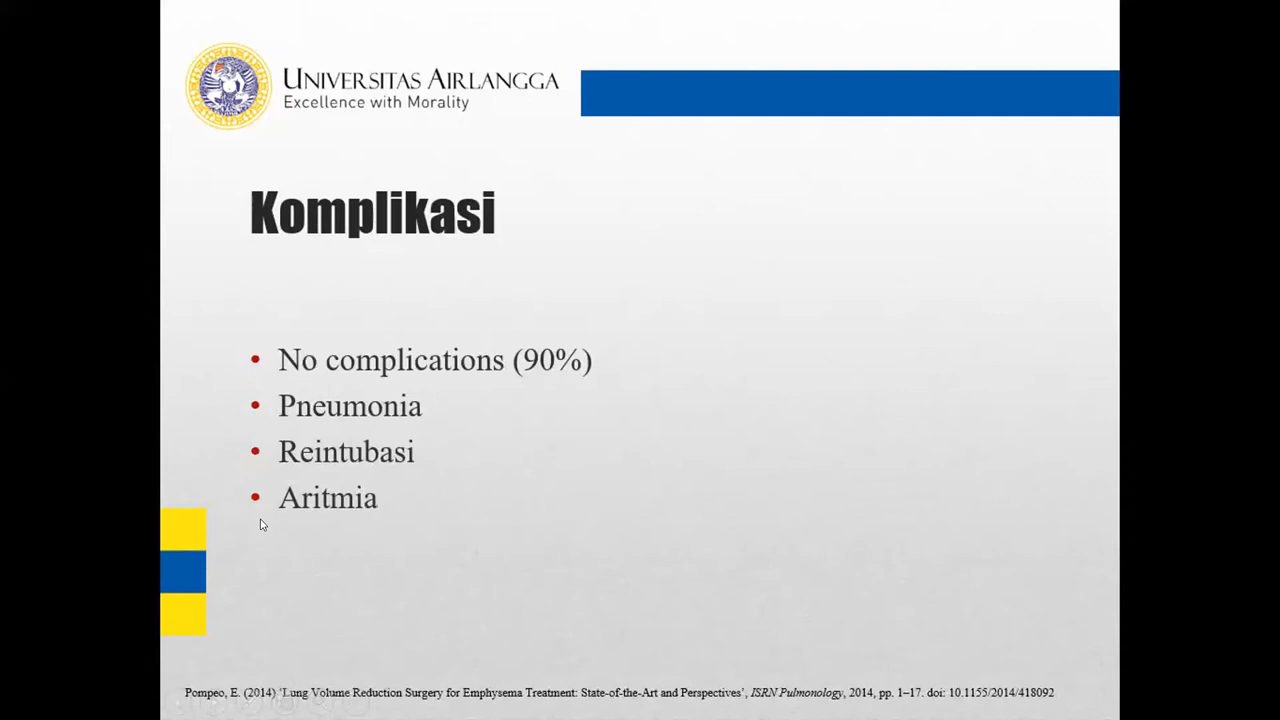 UNIVERSITAS AIRLANGGA
Excellence with Morality
Komplikasi
• No complications (90%)
• Pneumonia
• Reintubasi
• Aritmia
Pompeo, E. (2014) ‘Lung Volume Reduction Surgery for Emphysema Treatment: State-of-the-Art and Perspectives’, ISRN Pulmonology, 2014, pp. 1–17. doi: 10.1155/2014/418092